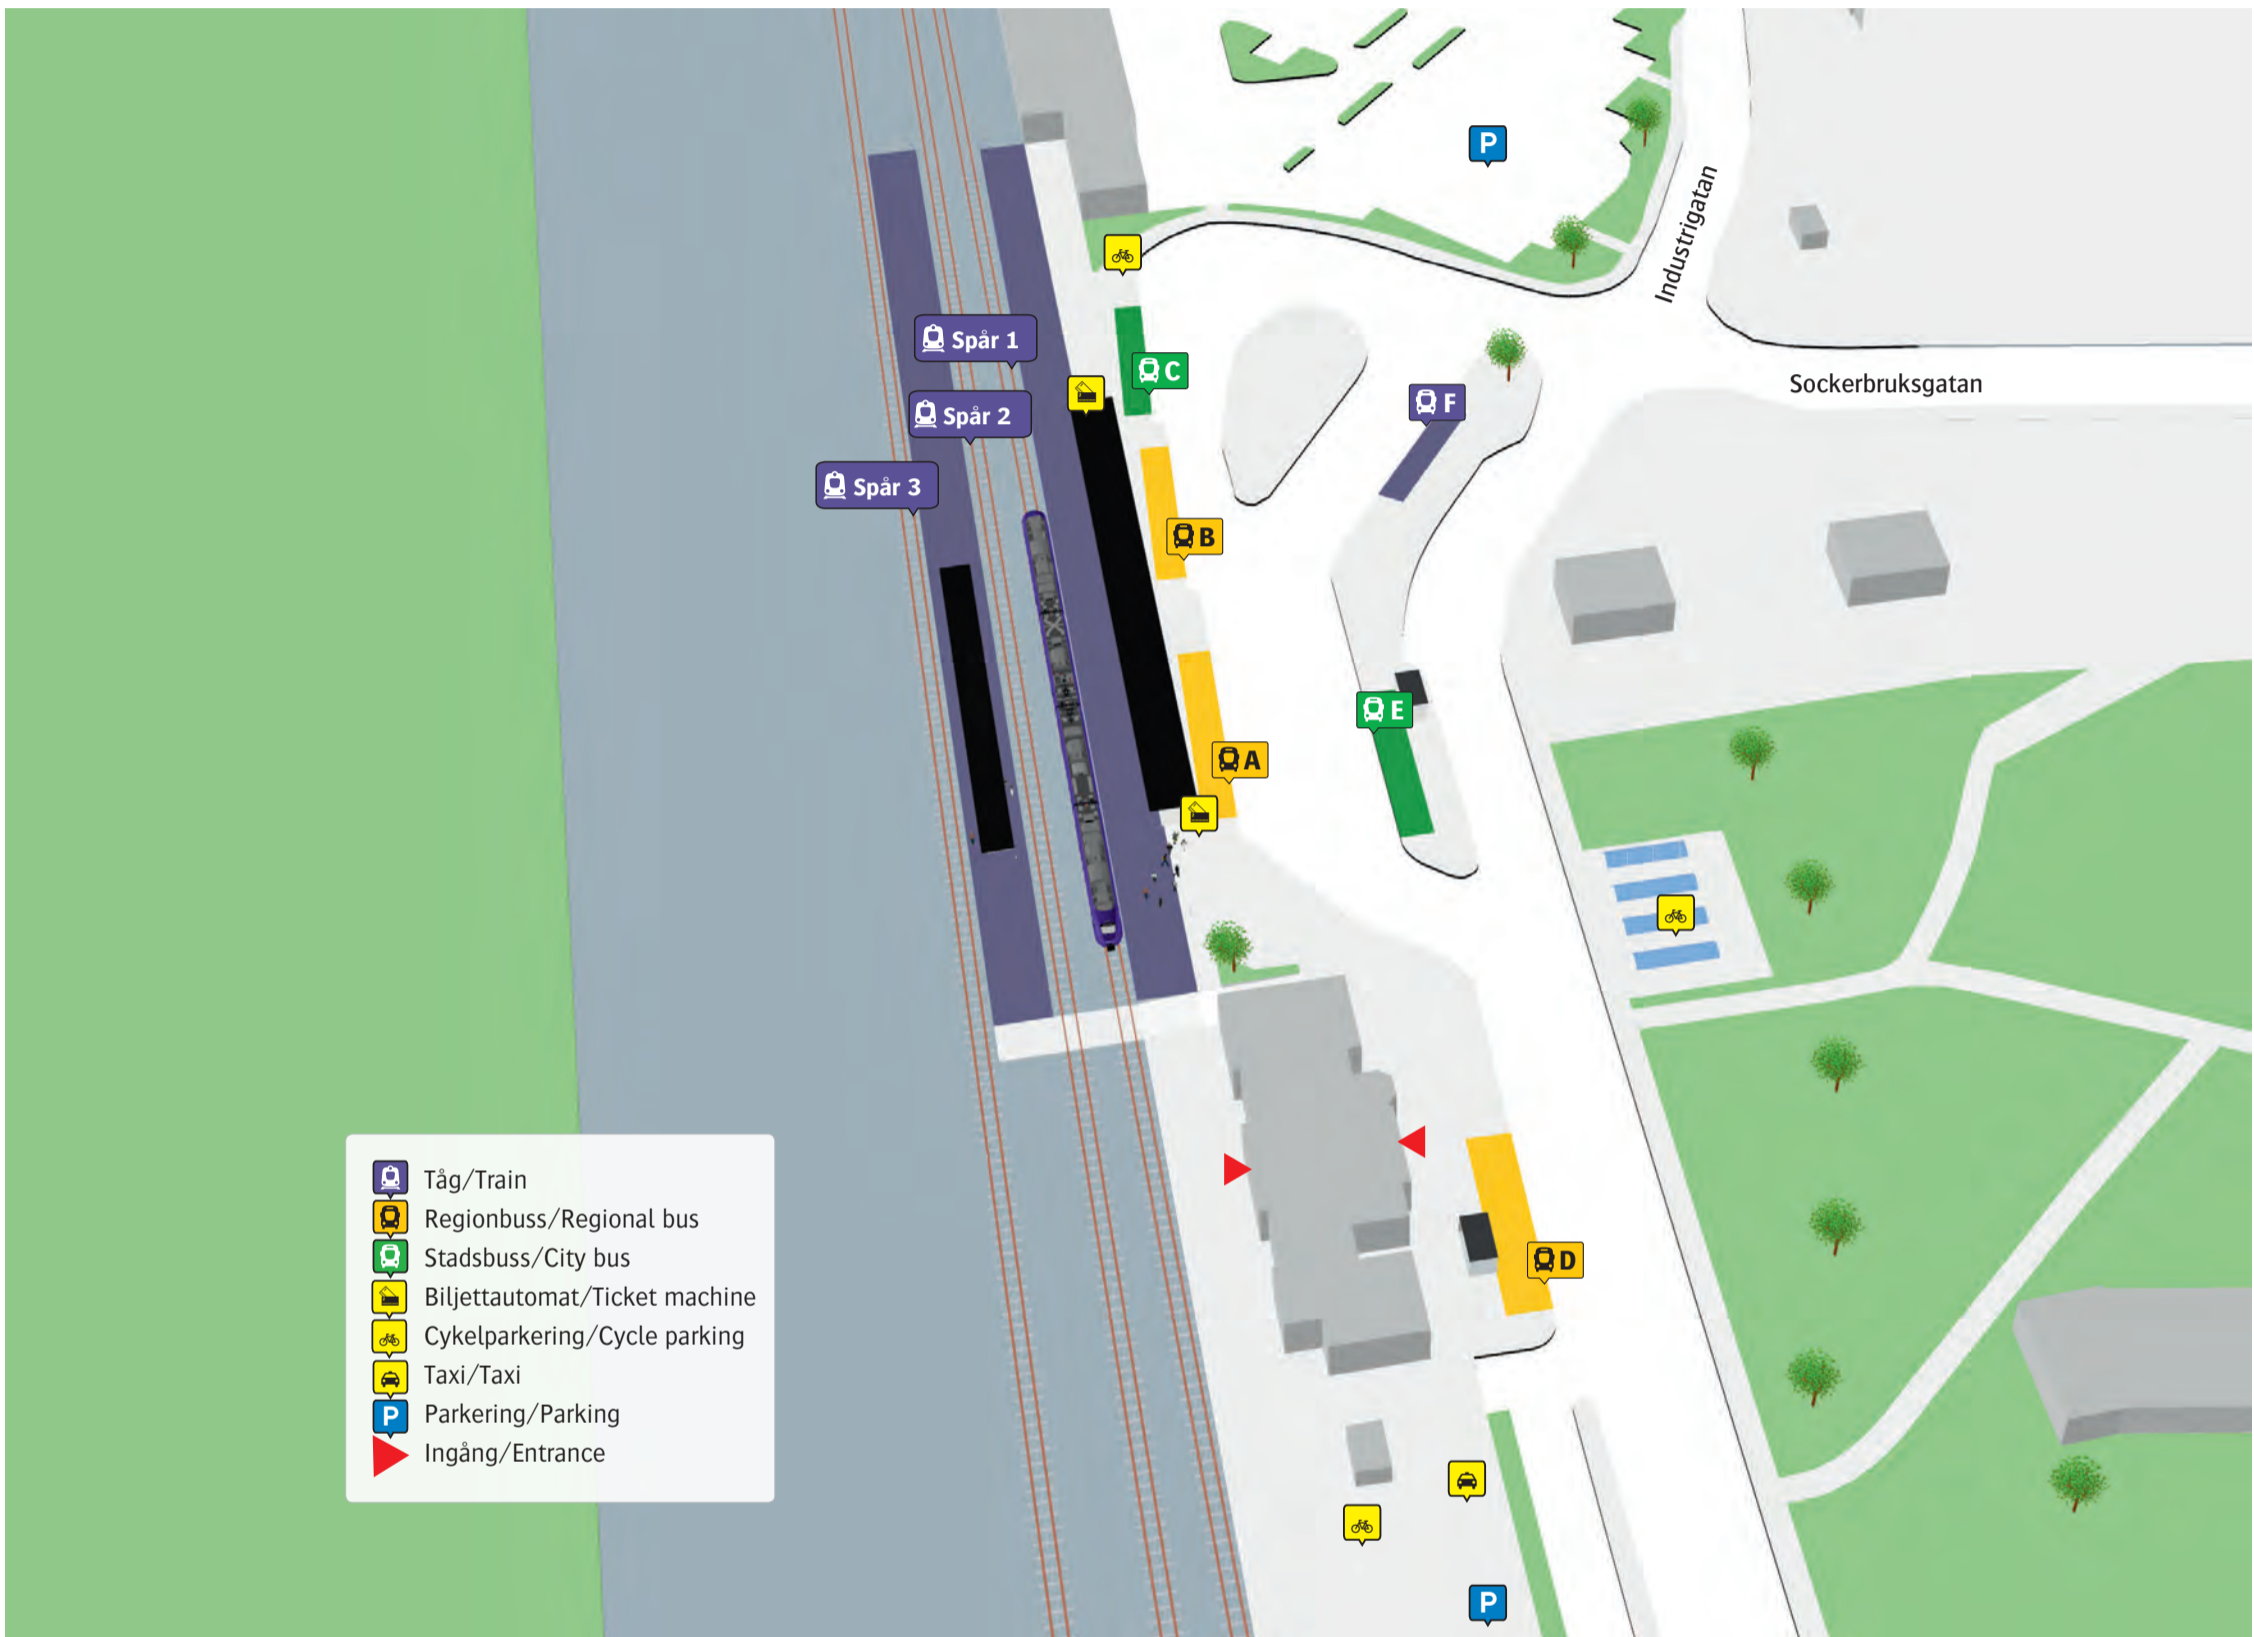 P
Industrigatan
Sockerbruksgatan
Spår 1
C
Spår 2
F
Spår 3
B
E
A
D
P
Tåg/Train
Regionbuss/Regional bus
Stadsbuss/City bus
Biljettautomat/Ticket machine
Cykelparkering/Cycle parking
Taxi/Taxi
P Parkering/Parking
Ingång/Entrance